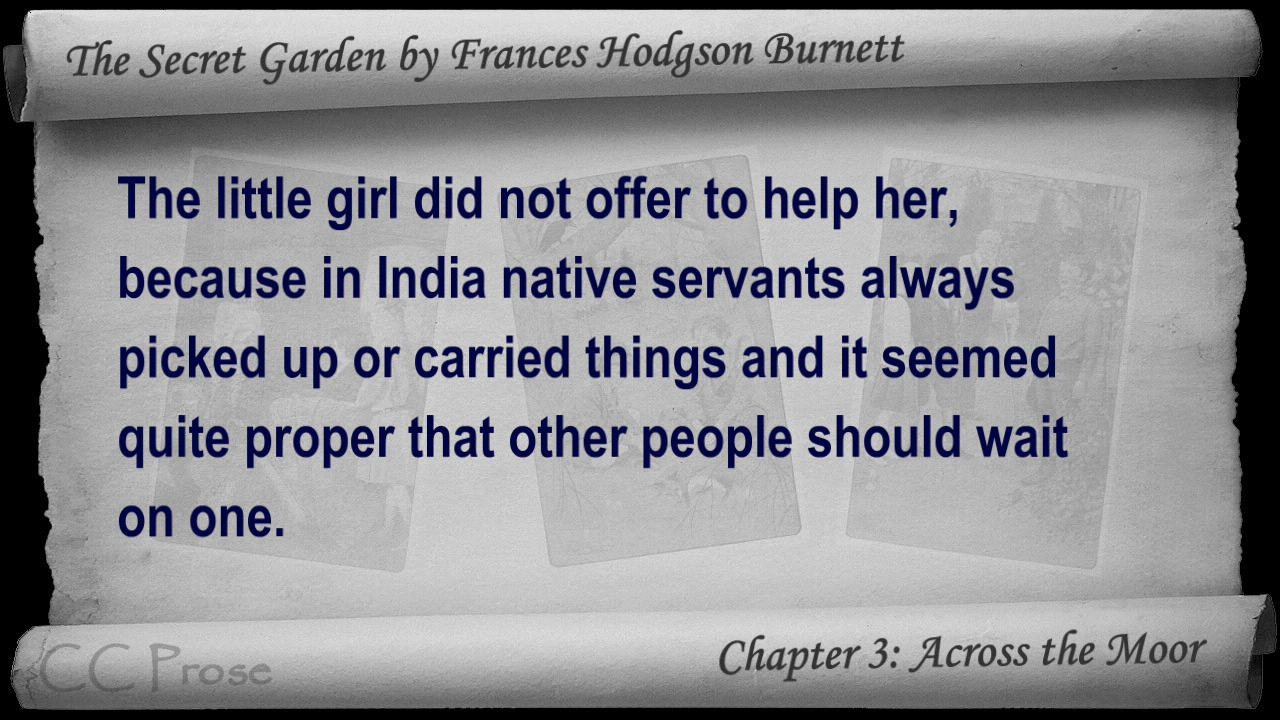 The Secret Garden by Frances Hodgson Burnett
The little girl did not offer to help her,
because in India native servants always
picked up or carried things and it seemed
quite proper that other people should wait
on one.
CC Prose
Chapter 3: Across the Moor